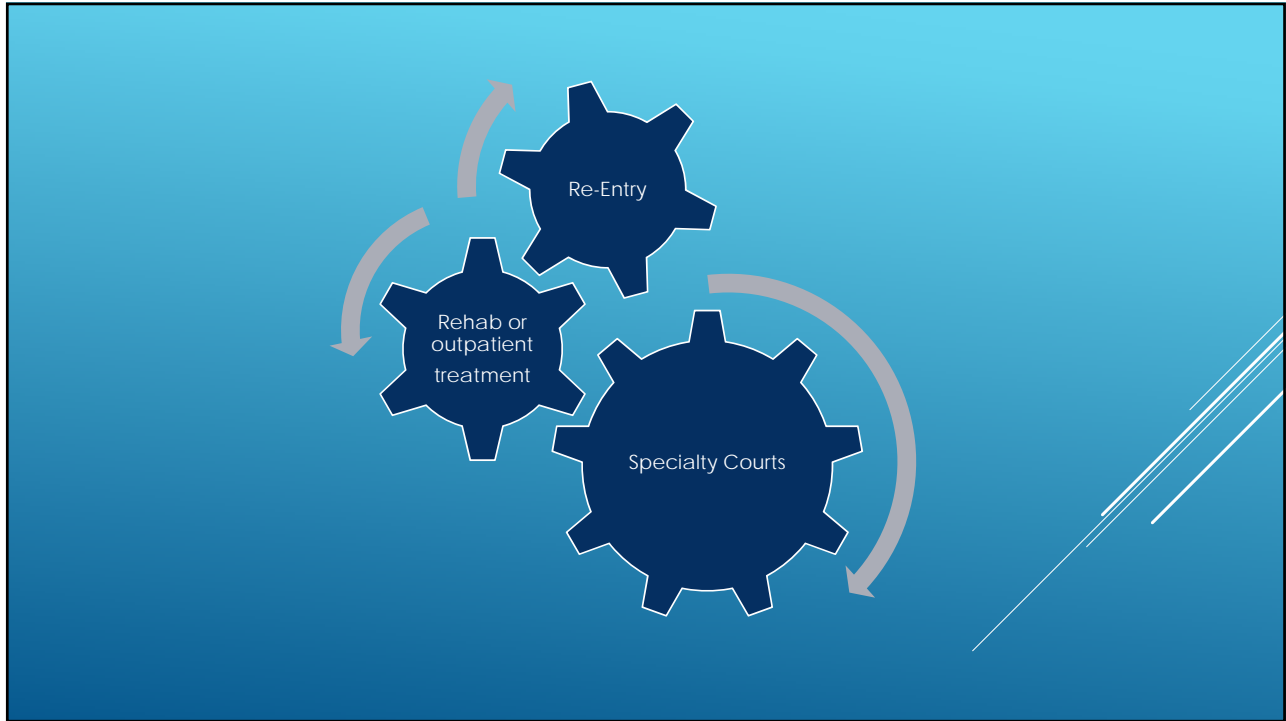 Re-Entry
Rehab or
outpatient
treatment
Specialty Courts